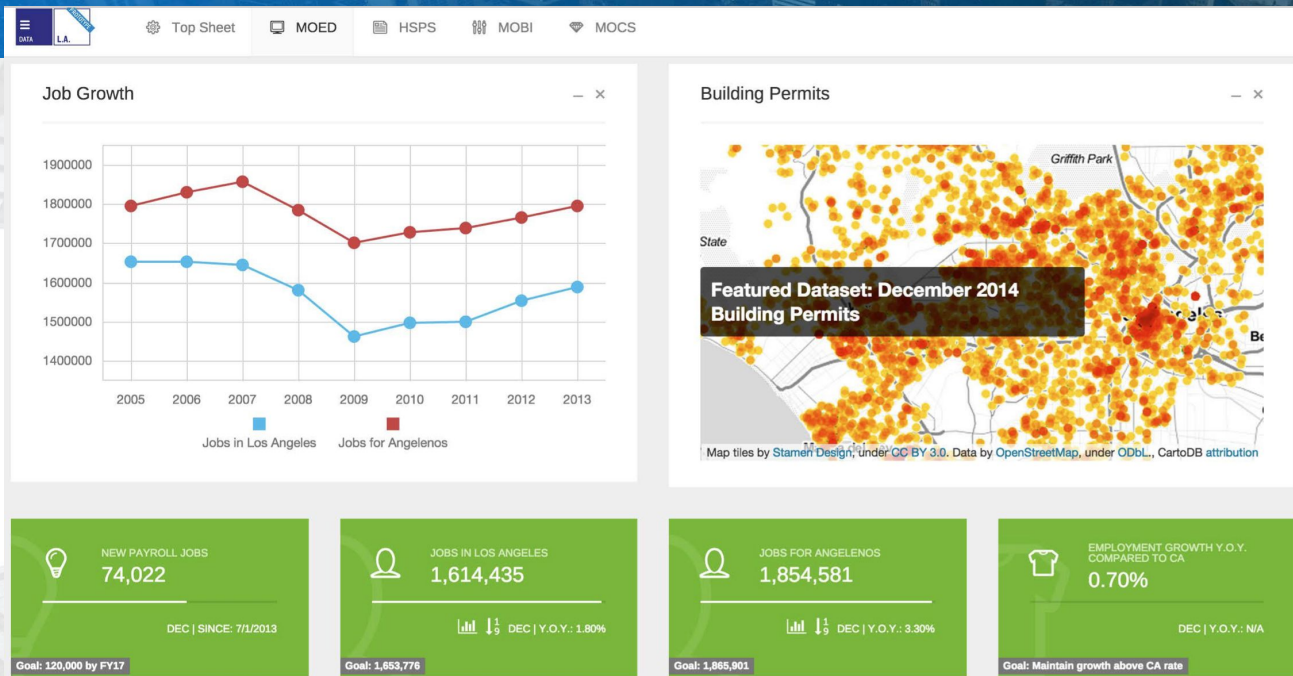 DATA
L.A.
PROTOTYPE
Top Sheet
MOED
HSPS
MOBI
MOCS
Job Growth
1900000
1800000
1700000
1600000
1500000
1400000
2005 2006 2007 2008 2009 2010 2011 2012 2013
Jobs in Los Angeles Jobs for Angelenos
Building Permits
Griffith Park
State
Featured Dataset: December 2014
Building Permits
Be
Map tiles by Stamen Design, under CC BY 3.0. Data by OpenStreetMap, under ODbL., CartoDB attribution
NEW PAYROLL JOBS
74,022
DEC | SINCE: 7/1/2013
Goal: 120,000 by FY17
JOBS IN LOS ANGELES
1,614,435
DEC | Y.O.Y.: 1.80%
Goal: 1,653,776
JOBS FOR ANGELENOS
1,854,581
DEC | Y.O.Y.: 3.30%
Goal: 1,865,901
EMPLOYMENT GROWTH Y.O.Y.
COMPARED TO CA
0.70%
DEC | Y.O.Y.: N/A
Goal: Maintain growth above CA rate